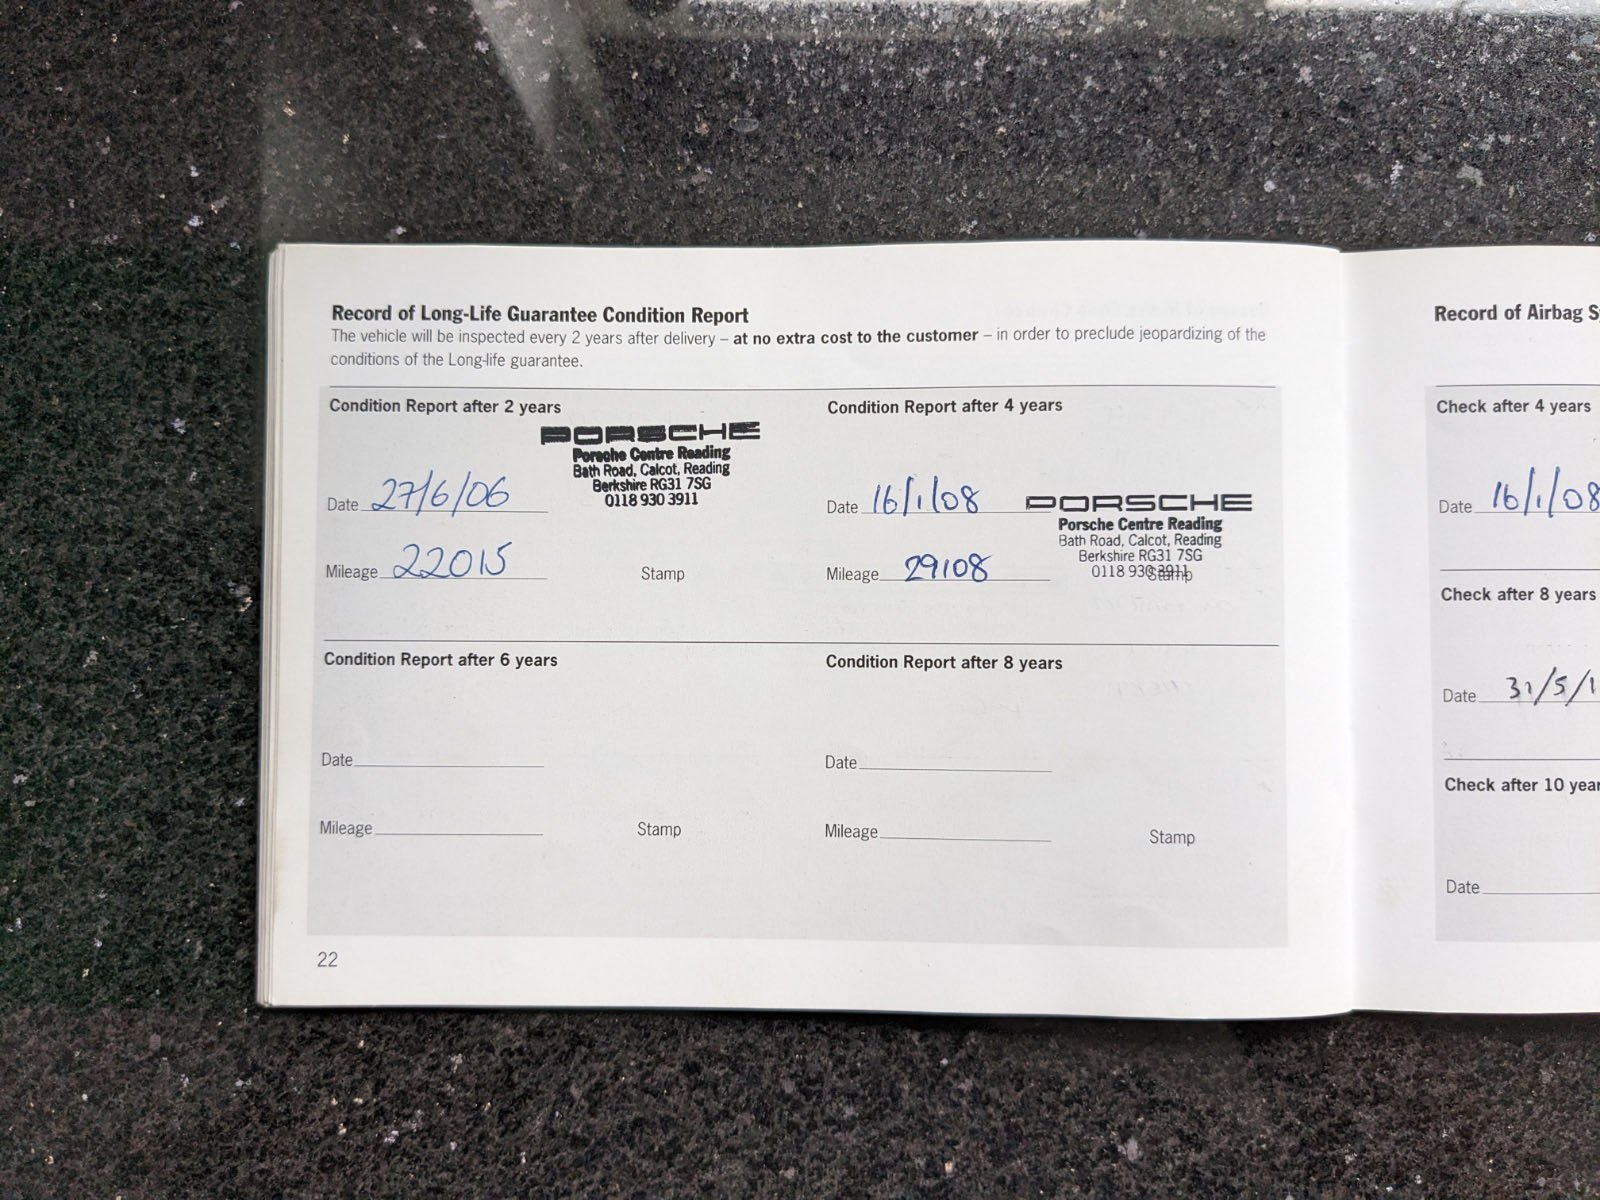 Record of Long-Life Guarantee Condition Report
The vehicle will be inspected every 2 years after delivery – at no extra cost to the customer – in order to preclude jeopardizing of the
conditions of the Long-life guarantee.
Condition Report after 2 years
PORSCHE
Porsche Centre Reading
Bath Road, Calcot, Reading
Berkshire RG31 7SG
0118 930 3911
Date 27/6/06
Mileage 22015
Stamp
Condition Report after 4 years
Date 16/1/08
PORSCHE
Porsche Centre Reading
Bath Road, Calcot, Reading
Berkshire RG31 7SG
0118 930 3911
Mileage 29108
Stamp
Condition Report after 6 years
Date
Mileage
Stamp
Condition Report after 8 years
Date
Mileage
Stamp
22
Record of Airbag S
Check after 4 years
Date 16/1/08
Check after 8 years
Date 31/5/1
Check after 10 year
Date